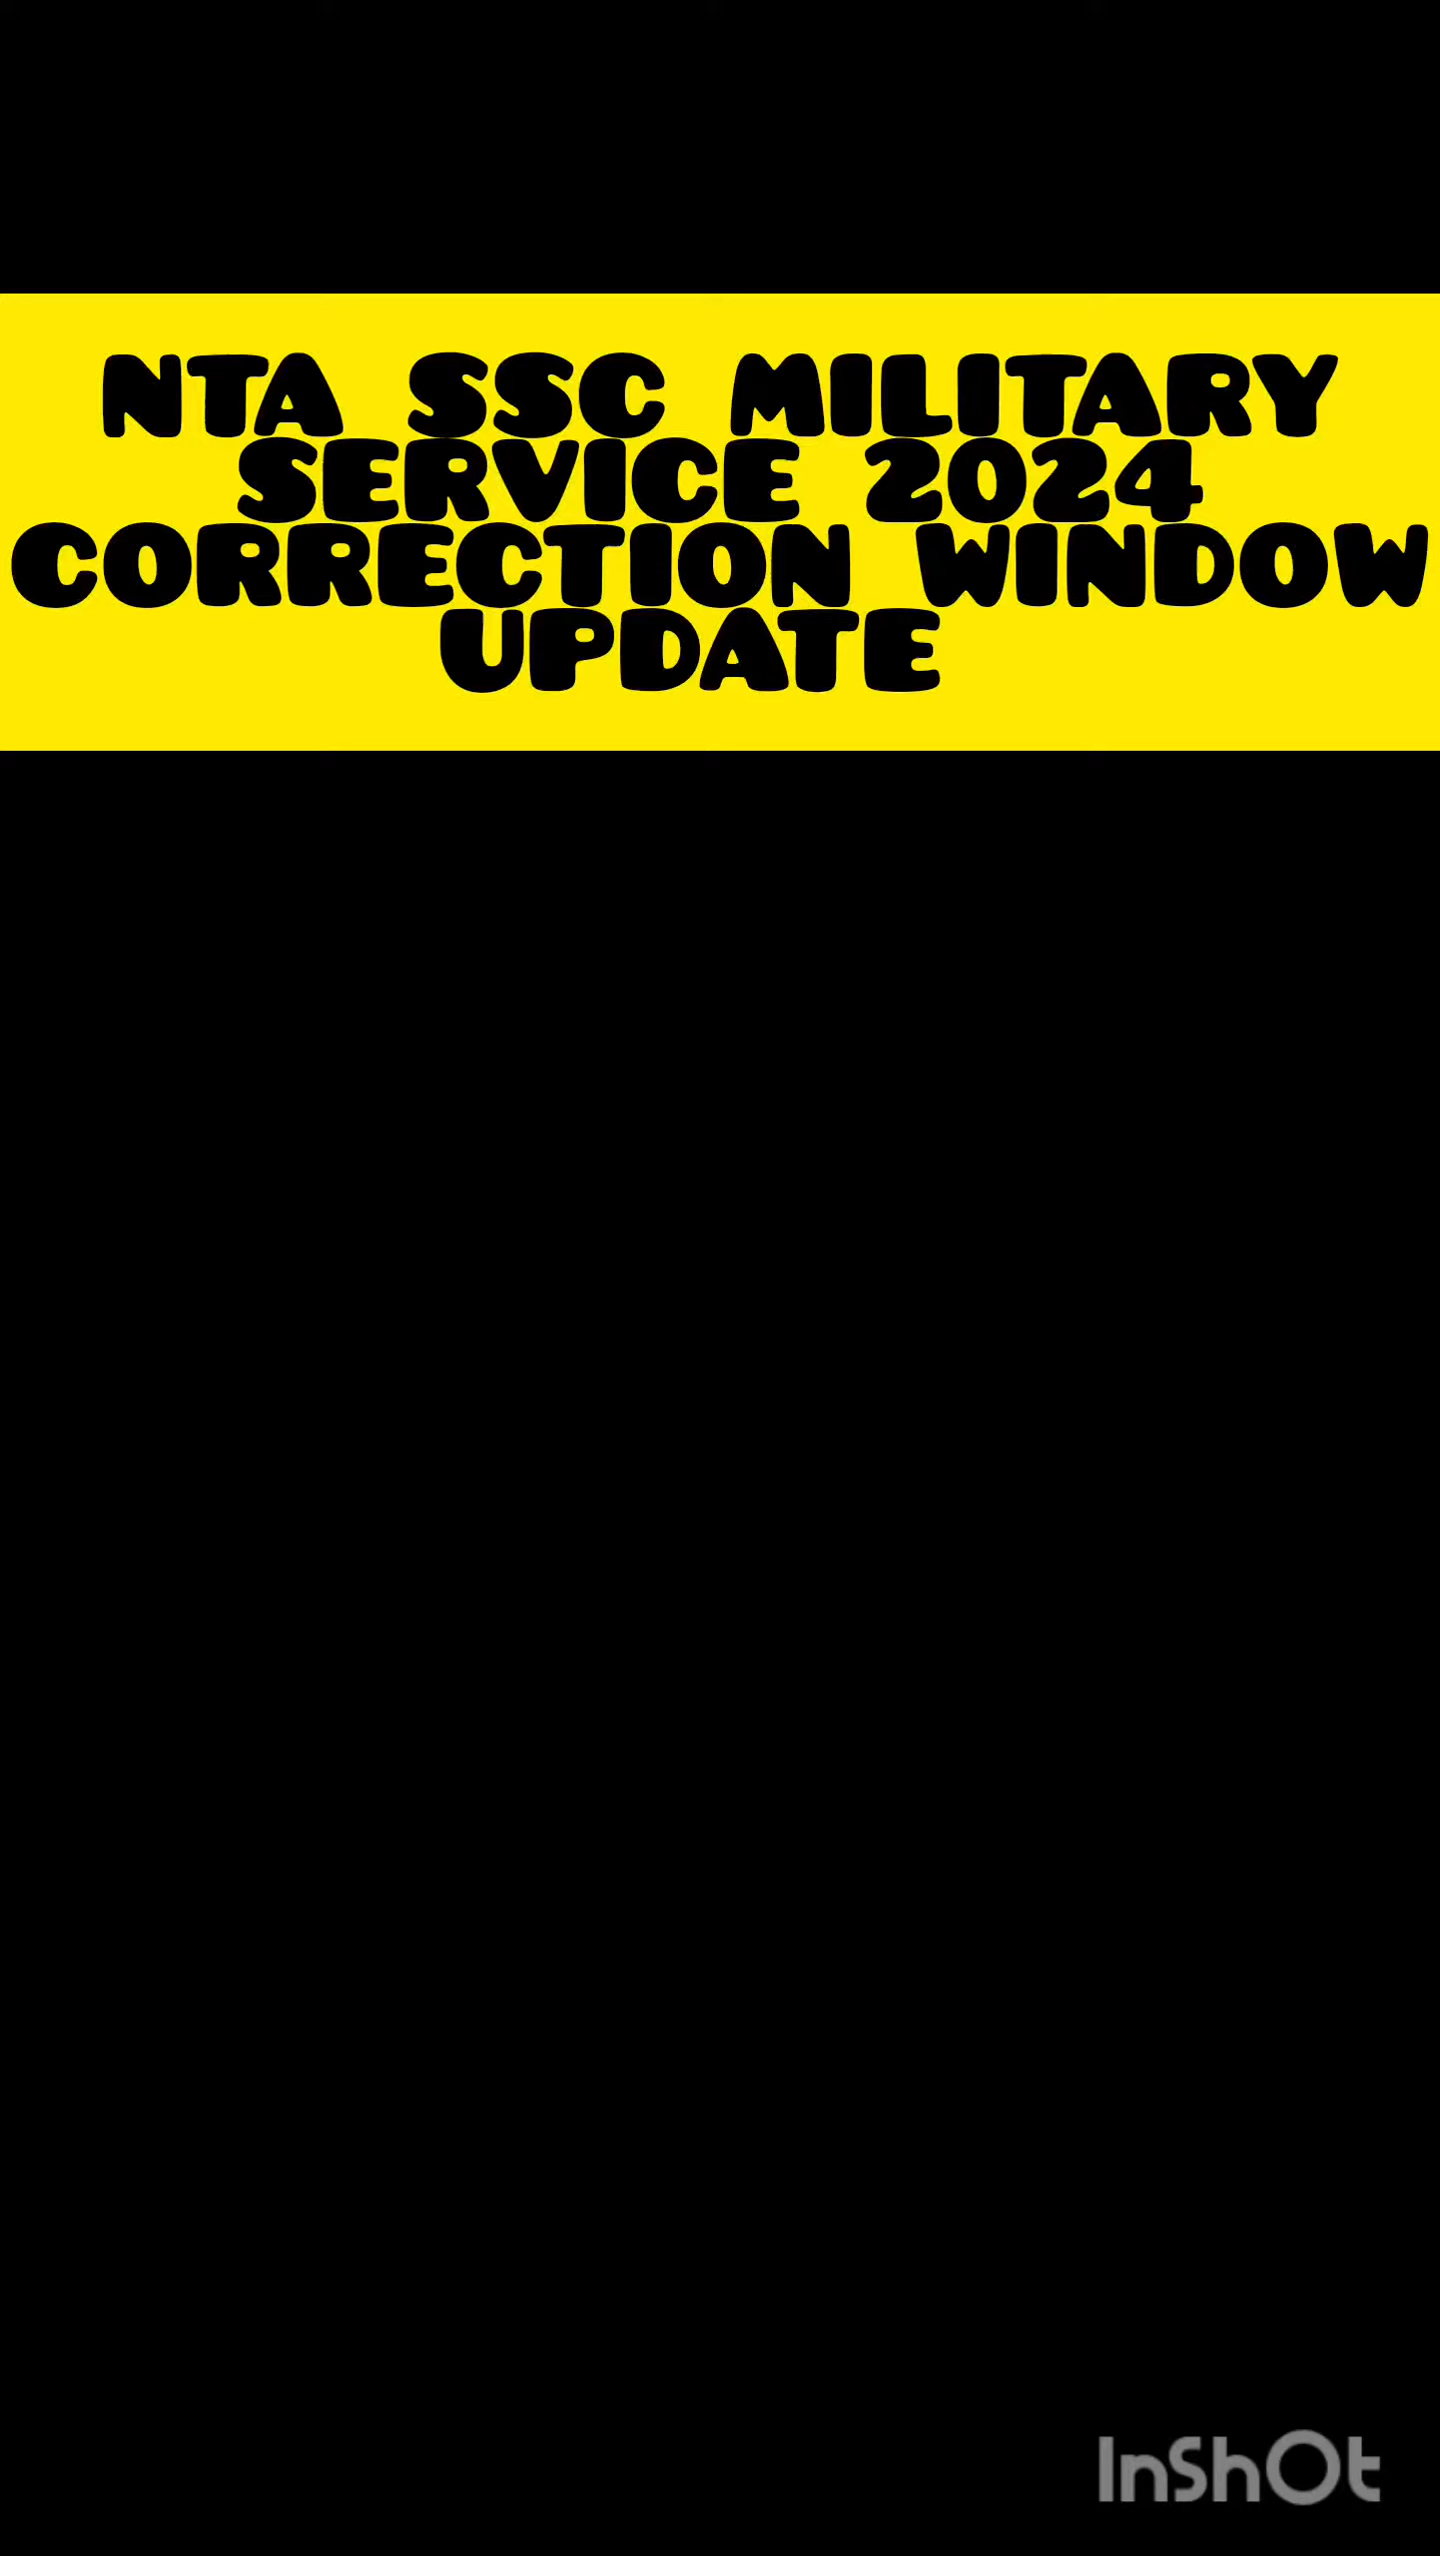 NTA SSC MILITARY
SERVICE 2024
CORRECTION WINDOW
UPDATE
InShOt